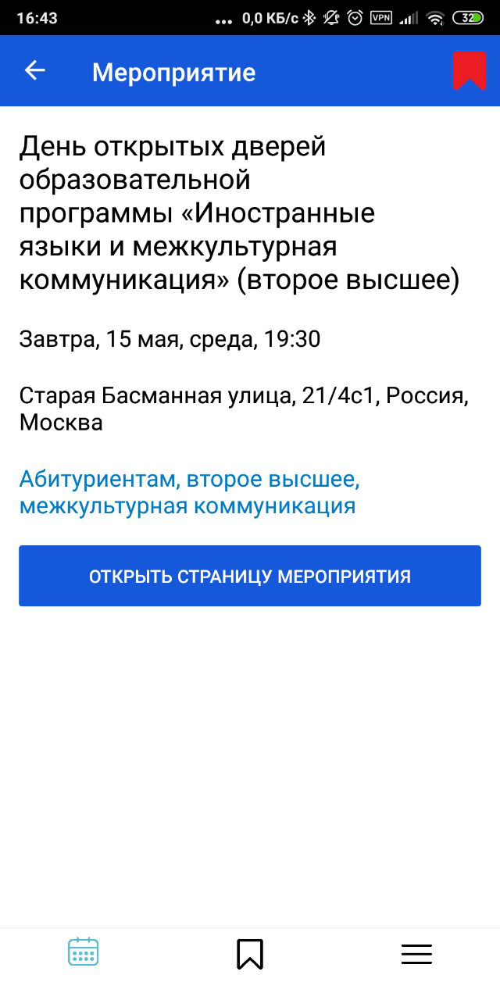 16:43
... 0,0 КБ/с VPN 32
Мероприятие
День открытых дверей
образовательной
программы «Иностранные
языки и межкультурная
коммуникация» (второе высшее)
Завтра, 15 мая, среда, 19:30
Старая Басманная улица, 21/4с1, Россия,
Москва
Абитуриентам, второе высшее,
межкультурная коммуникация
ОТКРЫТЬ СТРАНИЦУ МЕРОПРИЯТИЯ